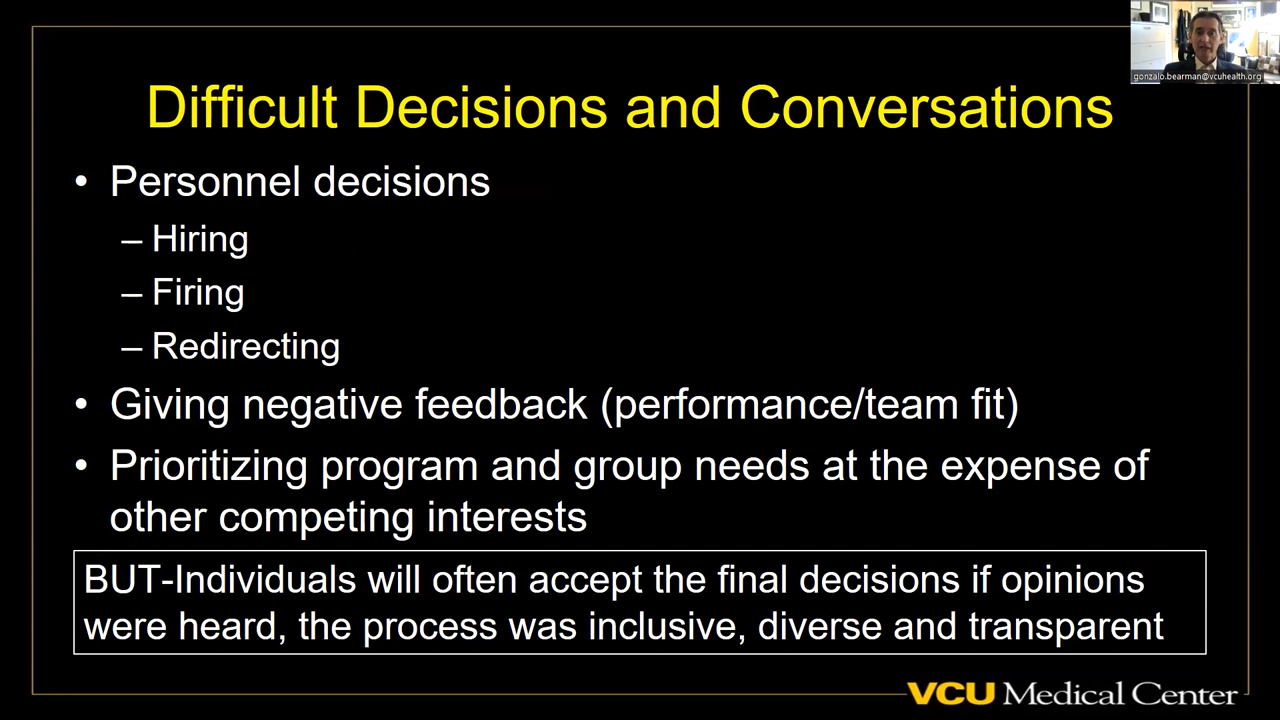 gonzalo.bearman@vcuhealth.org
Difficult Decisions and Conversations
• Personnel decisions
– Hiring
– Firing
– Redirecting
• Giving negative feedback (performance/team fit)
• Prioritizing program and group needs at the expense of
other competing interests
BUT-Individuals will often accept the final decisions if opinions
were heard, the process was inclusive, diverse and transparent
VCU Medical Center